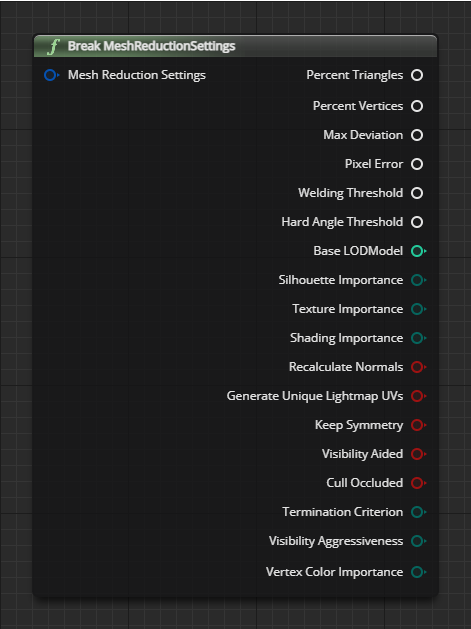 f Break MeshReductionSettings
Mesh Reduction Settings Percent Triangles
Percent Vertices
Max Deviation
Pixel Error
Welding Threshold
Hard Angle Threshold
Base LODModel
Silhouette Importance
Texture Importance
Shading Importance
Recalculate Normals
Generate Unique Lightmap UVs
Keep Symmetry
Visibility Aided
Cull Occluded
Termination Criterion
Visibility Aggressiveness
Vertex Color Importance